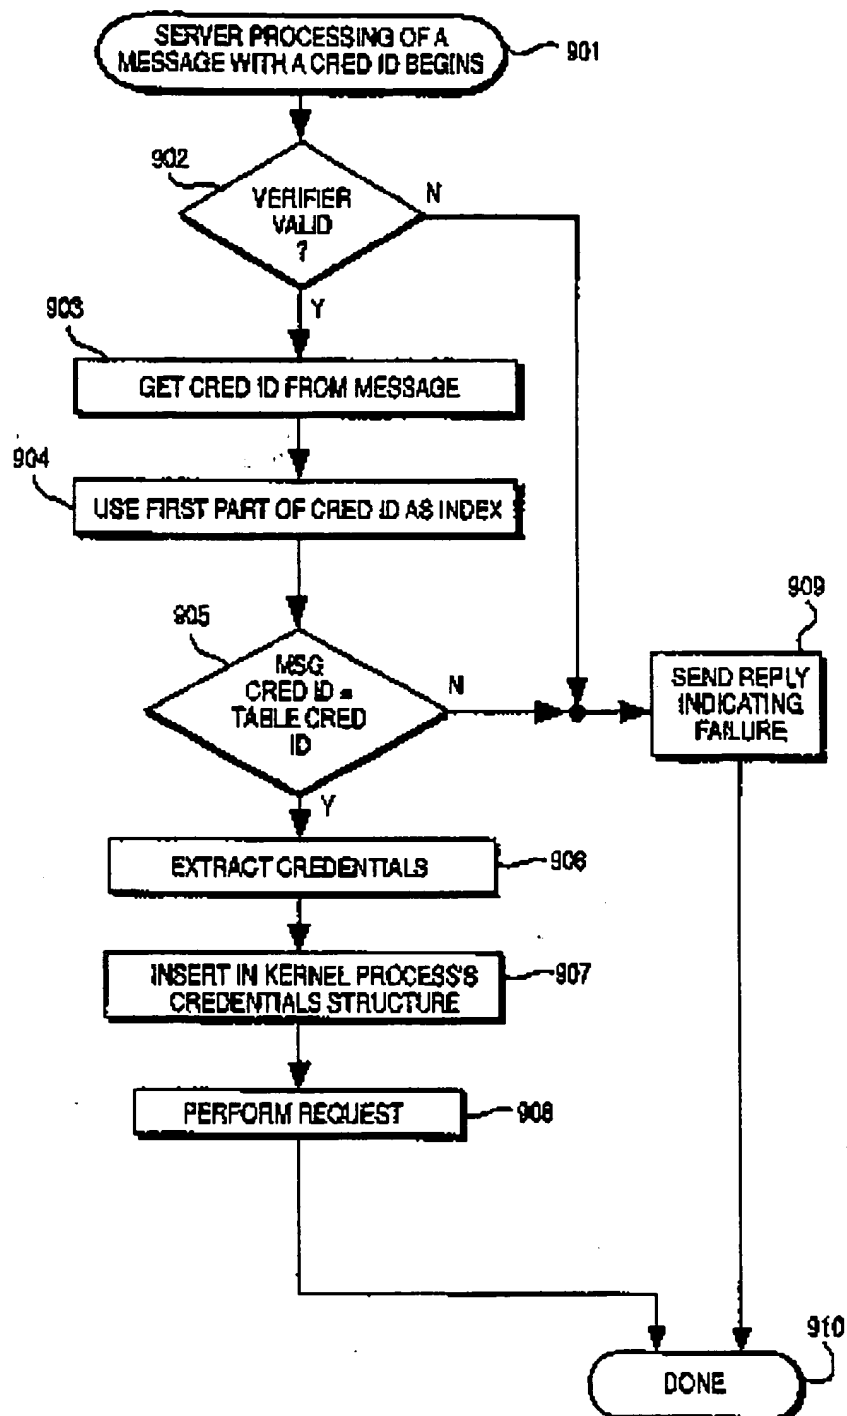 SERVER PROCESSING OF A
MESSAGE WITH A CRED ID BEGINS
901
902
VERIFIER
VALID
?
N
Y
903
GET CRED ID FROM MESSAGE
904
USE FIRST PART OF CRED ID AS INDEX
905
MSG
CRED ID =
TABLE CRED
ID
N
909
SEND REPLY
INDICATING
FAILURE
Y
EXTRACT CREDENTIALS
906
INSERT IN KERNEL PROCESS'S
CREDENTIALS STRUCTURE
907
PERFORM REQUEST
908
910
DONE